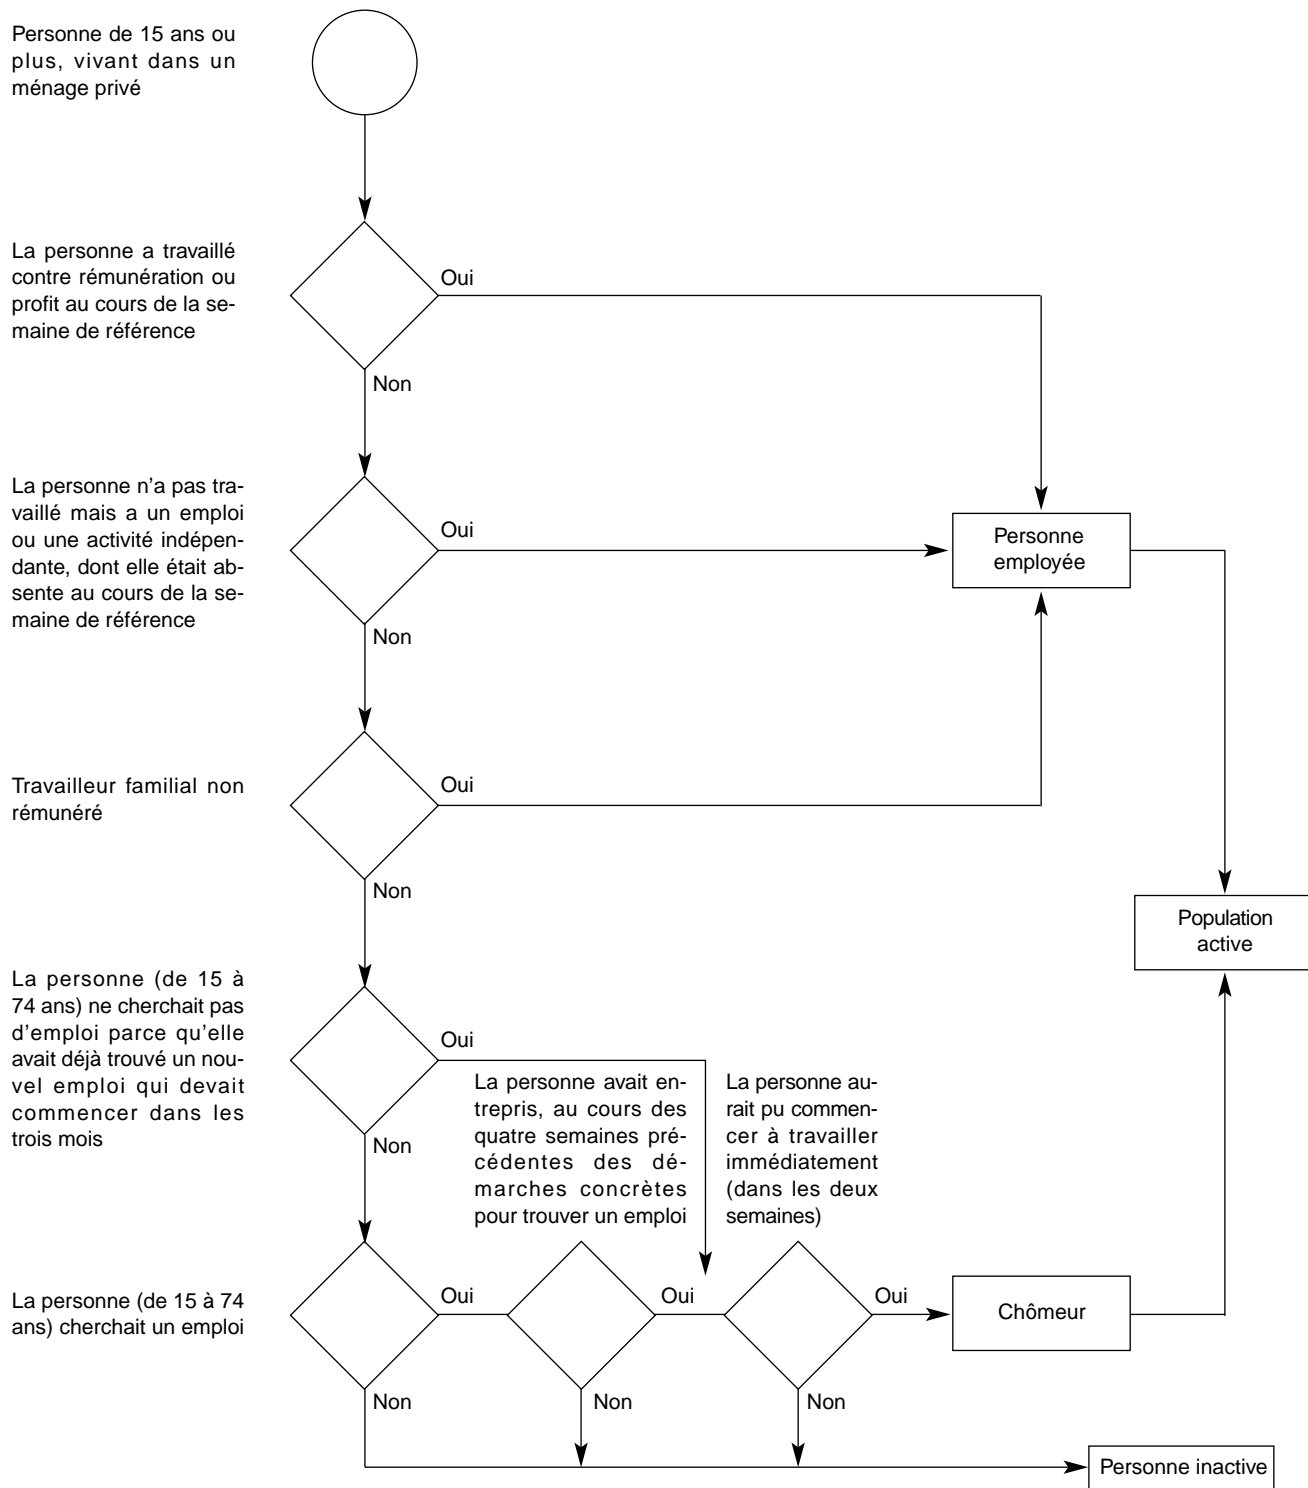 Personne de 15 ans ou
plus, vivant dans un
ménage privé
La personne a travaillé
contre rémunération ou
profit au cours de la se-
maine de référence
Oui
Non
La personne n'a pas tra-
vaillé mais a un emploi
ou une activité indépen-
dante, dont elle était ab-
sente au cours de la se-
maine de référence
Oui
Non
Personne
employée
Travailleur familial non
rémunéré
Oui
Non
Population
active
La personne (de 15 à
74 ans) ne cherchait pas
d'emploi parce qu'elle
avait déjà trouvé un nou-
vel emploi qui devait
commencer dans les
trois mois
Oui
Non
La personne avait en-
trepris, au cours des
quatre semaines pré-
cédentes des dé-
marches concrètes
pour trouver un emploi
La personne au-
rait pu commen-
cer à travailler
immédiatement
(dans les deux
semaines)
La personne (de 15 à 74
ans) cherchait un emploi
Oui
Oui
Oui
Chômeur
Non
Non
Non
Personne inactive